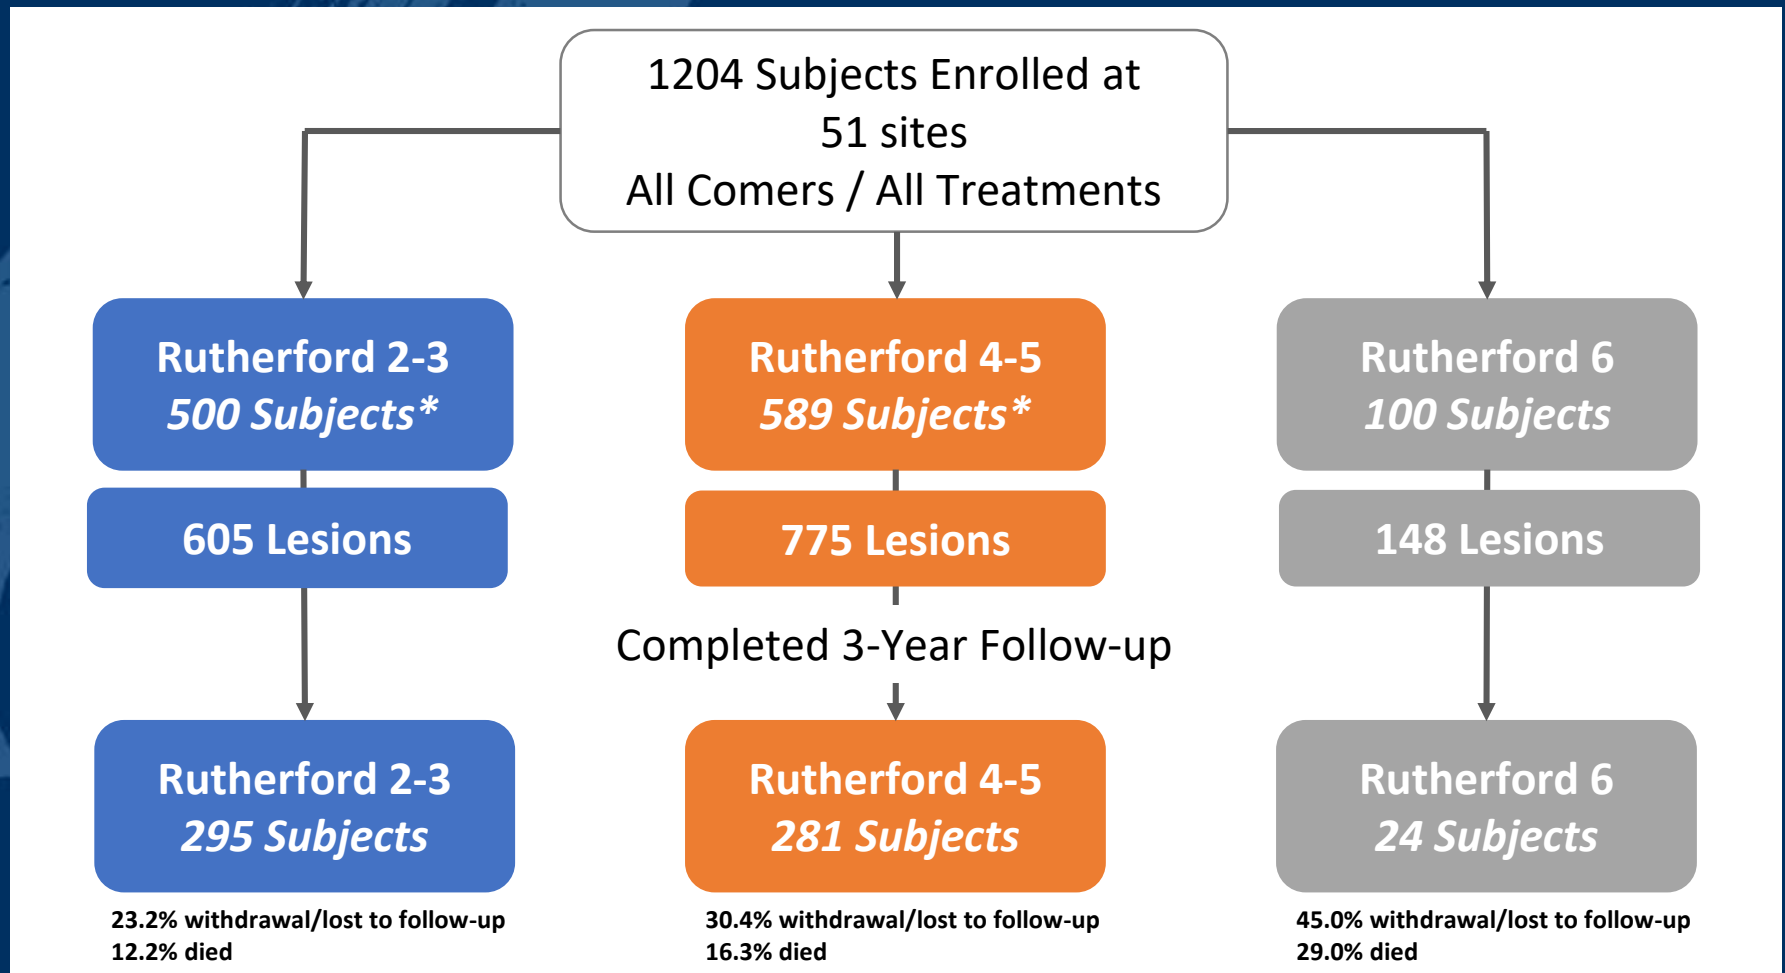 1204 Subjects Enrolled at
51 sites
All Comers / All Treatments
Rutherford 2-3
500 Subjects*
Rutherford 4-5
589 Subjects*
Rutherford 6
100 Subjects
605 Lesions
775 Lesions
148 Lesions
Completed 3-Year Follow-up
Rutherford 2-3
295 Subjects
Rutherford 4-5
281 Subjects
Rutherford 6
24 Subjects
23.2% withdrawal/lost to follow-up
12.2% died
30.4% withdrawal/lost to follow-up
16.3% died
45.0% withdrawal/lost to follow-up
29.0% died